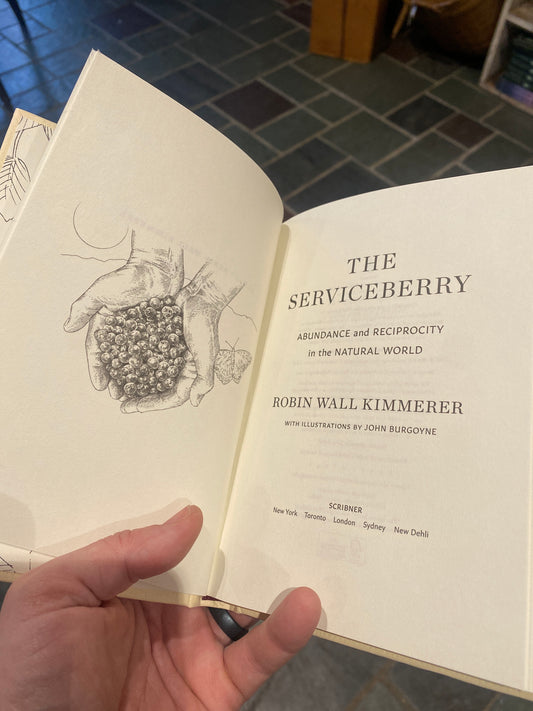 THE
SERVICEBERRY
ABUNDANCE and RECIPROCITY
in the NATURAL WORLD
ROBIN WALL KIMMERER
WITH ILLUSTRATIONS BY JOHN BURGOYNE
SCRIBNER
New York Toronto London Sydney New Dehli